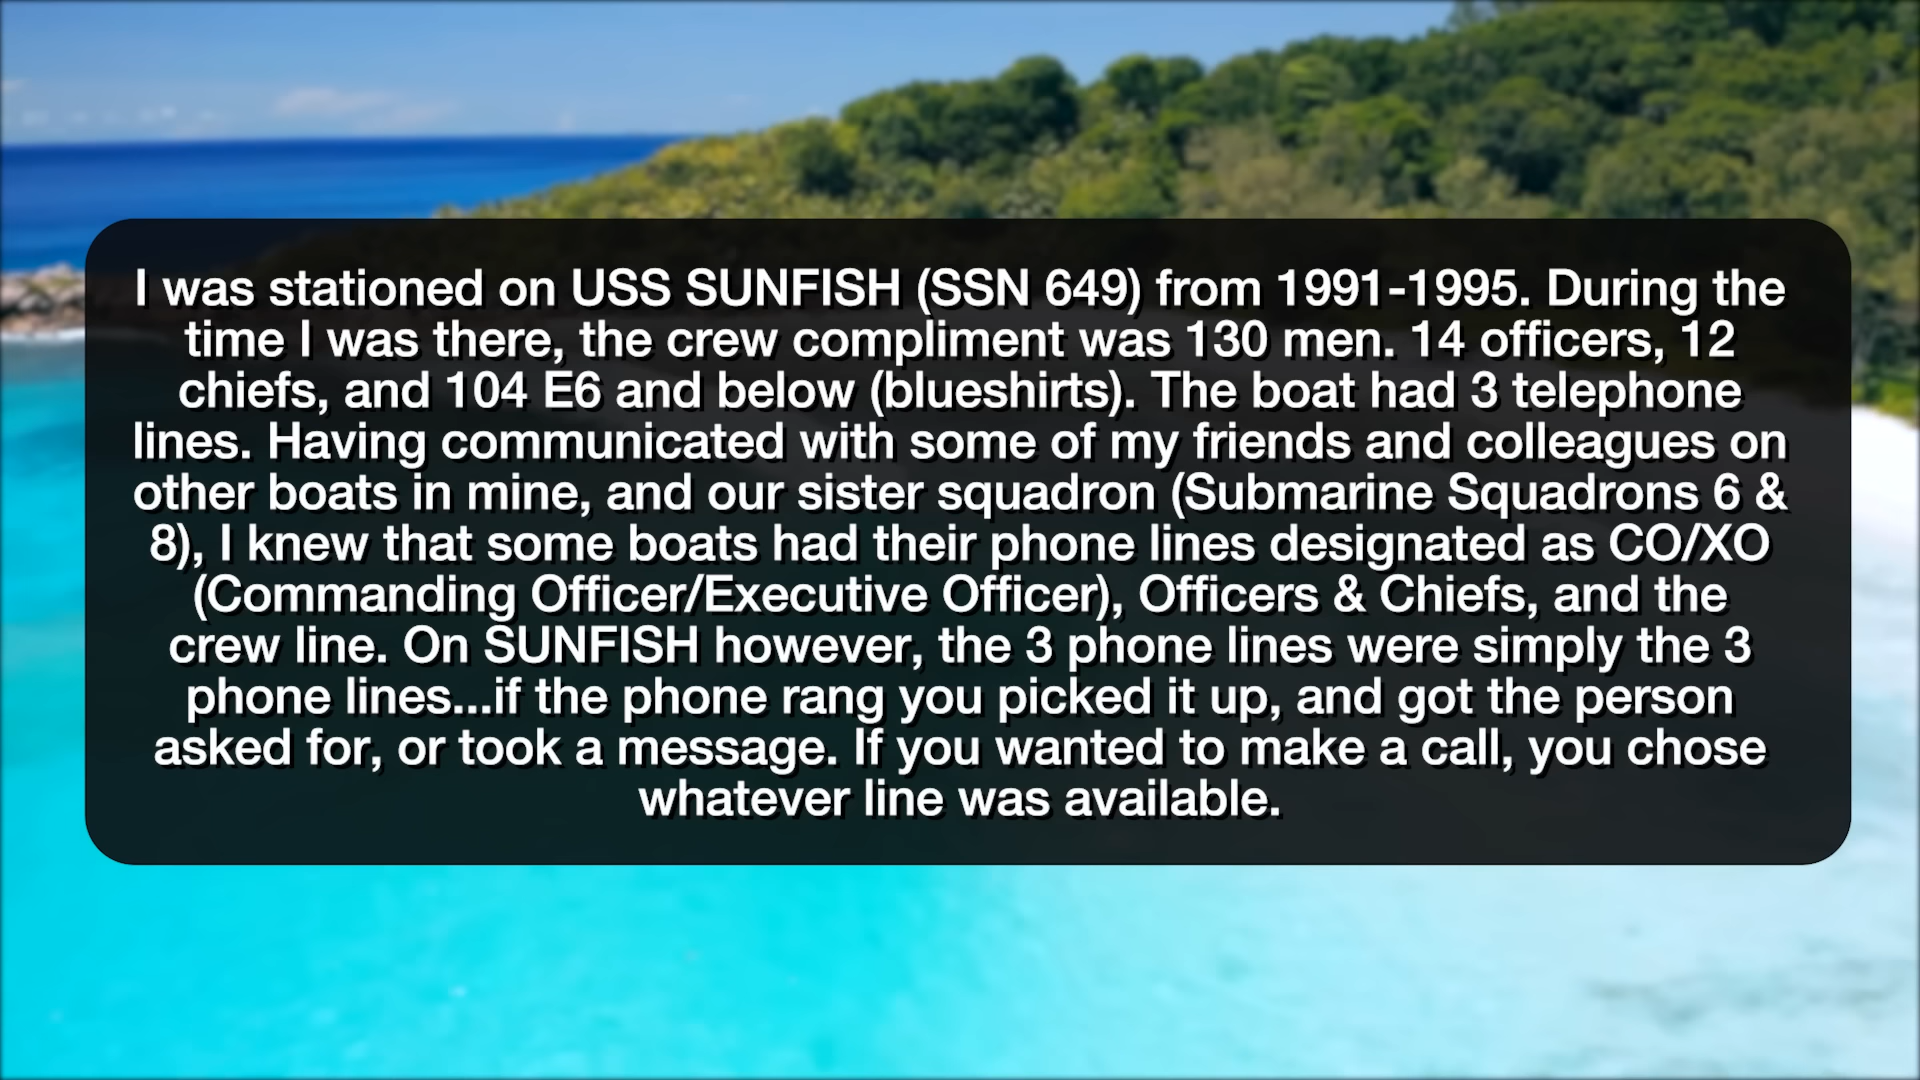 I was stationed on USS SUNFISH (SSN 649) from 1991-1995. During the
time I was there, the crew compliment was 130 men. 14 officers, 12
chiefs, and 104 E6 and below (blueshirts). The boat had 3 telephone
lines. Having communicated with some of my friends and colleagues on
other boats in mine, and our sister squadron (Submarine Squadrons 6 &
8), I knew that some boats had their phone lines designated as CO/XO
(Commanding Officer/Executive Officer), Officers & Chiefs, and the
crew line. On SUNFISH however, the 3 phone lines were simply the 3
phone lines...if the phone rang you picked it up, and got the person
asked for, or took a message. If you wanted to make a call, you chose
whatever line was available.